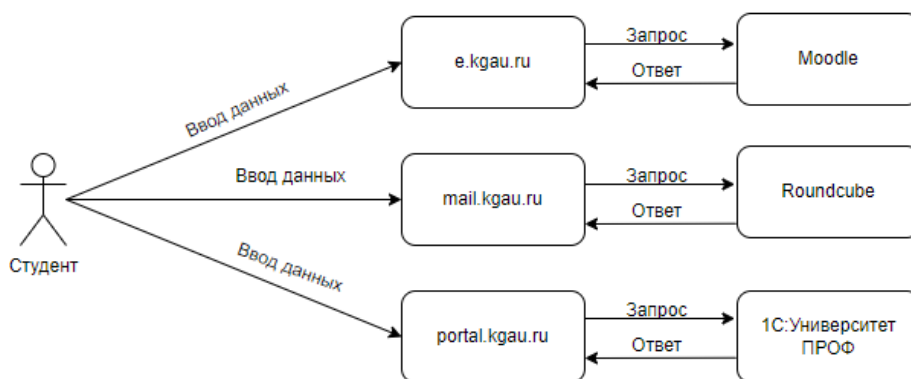 e.kgau.ru
Запрос
Ответ
Moodle
Ввод данных
Студент
Ввод данных
mail.kgau.ru
Запрос
Ответ
Roundcube
Ввод данных
portal.kgau.ru
Запрос
Ответ
1С:Университет
ПРОФ